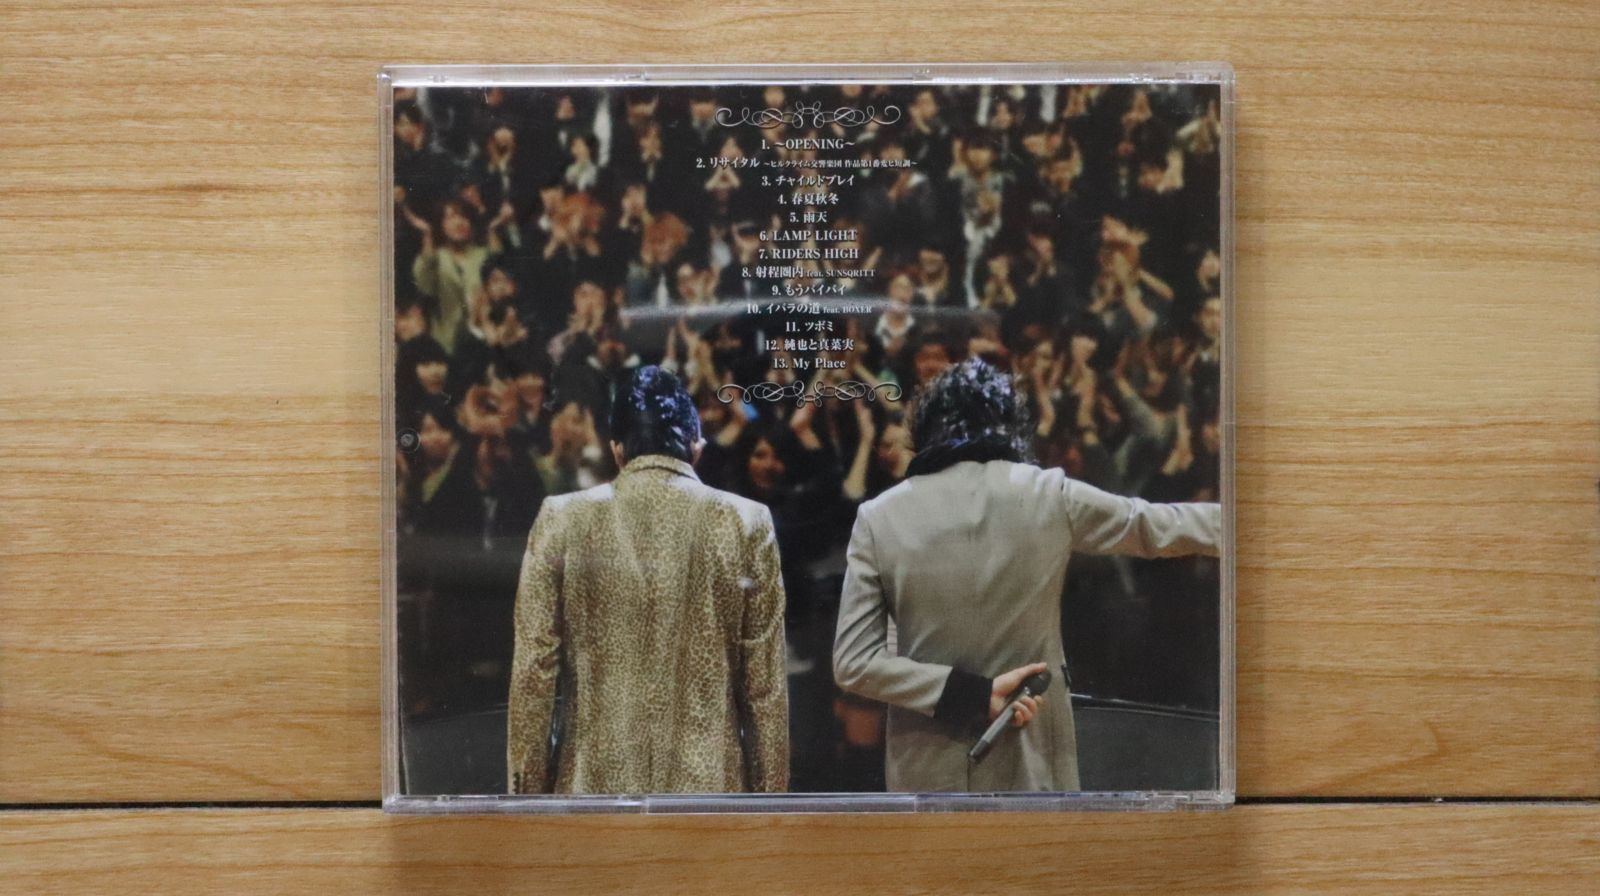 1. ～OPENING～
2. リサイタル ～ヒルクライム交響楽団 作品第1番変ヒ短調～
3. チャイルドプレイ
4. 春夏秋冬
5. 雨天
6. LAMP LIGHT
7. RIDERS HIGH
8. 射程圏内 feat. SUNSQRITT
9. もうバイバイ
10. イバラの道 feat. BOXER
11. ツボミ
12. 純也と真菜実
13. My Place